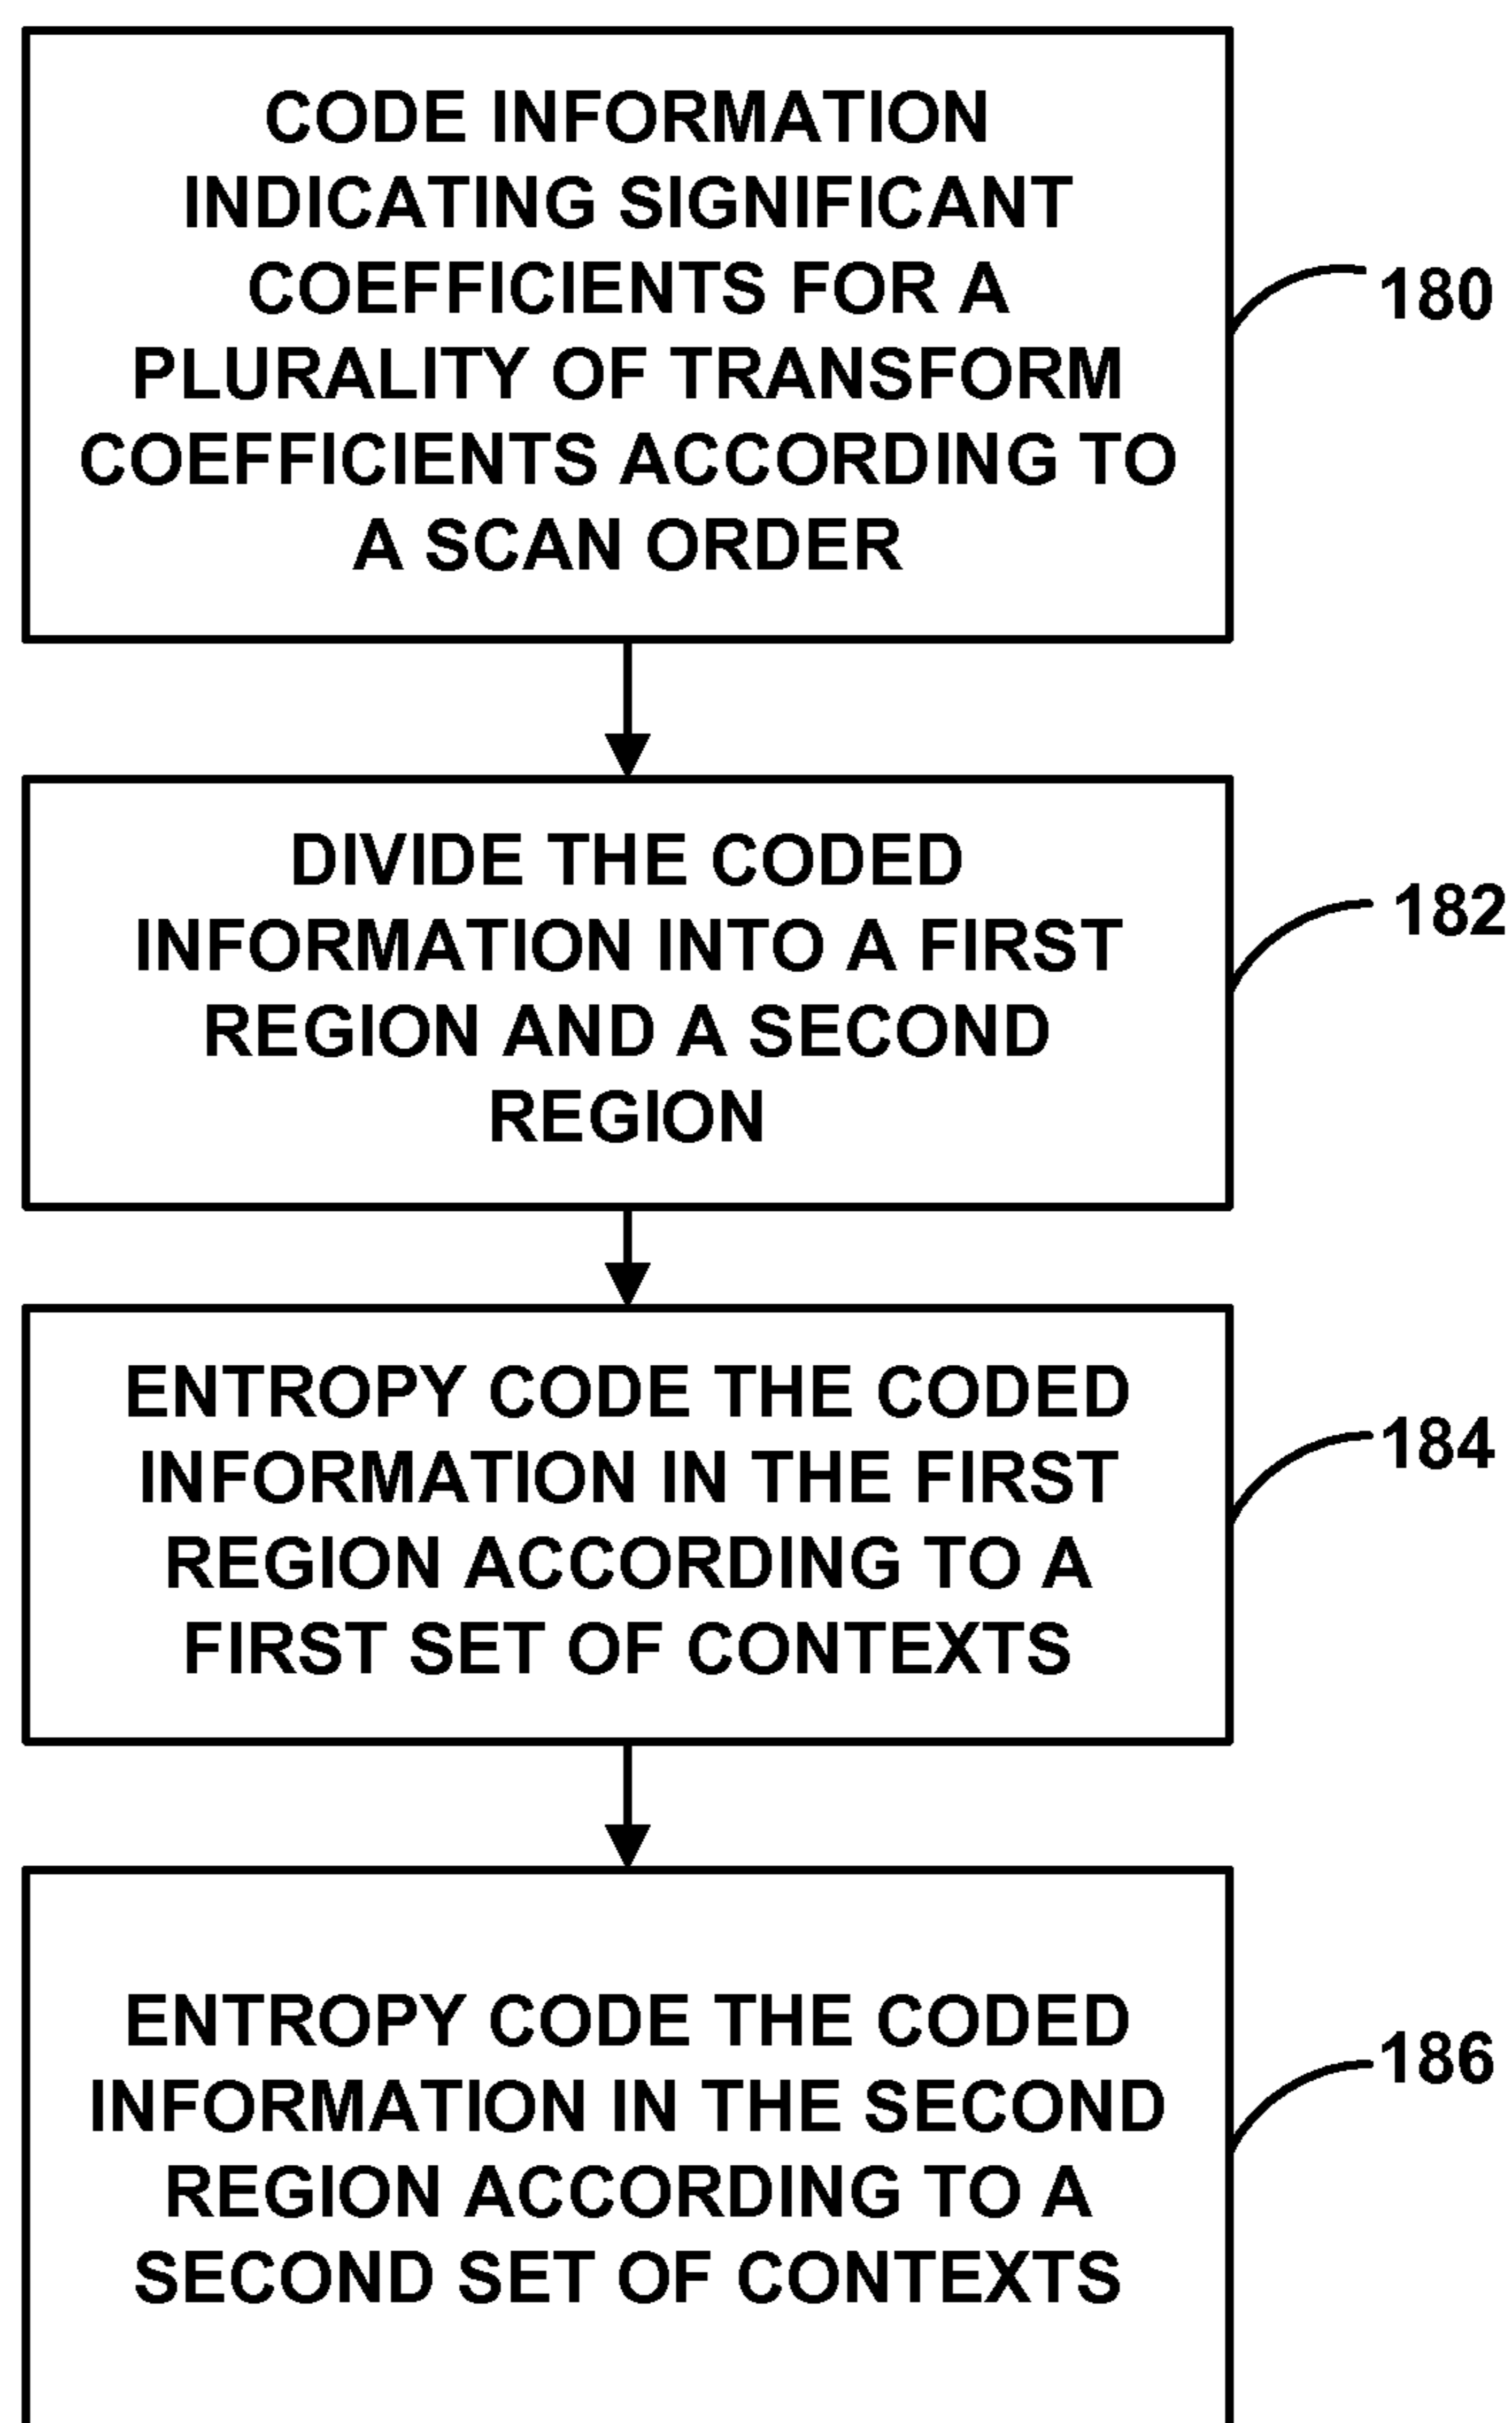 CODE INFORMATION
INDICATING SIGNIFICANT
COEFFICIENTS FOR A
PLURALITY OF TRANSFORM
COEFFICIENTS ACCORDING TO
A SCAN ORDER
180
DIVIDE THE CODED
INFORMATION INTO A FIRST
REGION AND A SECOND
REGION
182
ENTROPY CODE THE CODED
INFORMATION IN THE FIRST
REGION ACCORDING TO A
FIRST SET OF CONTEXTS
184
ENTROPY CODE THE CODED
INFORMATION IN THE SECOND
REGION ACCORDING TO A
SECOND SET OF CONTEXTS
186